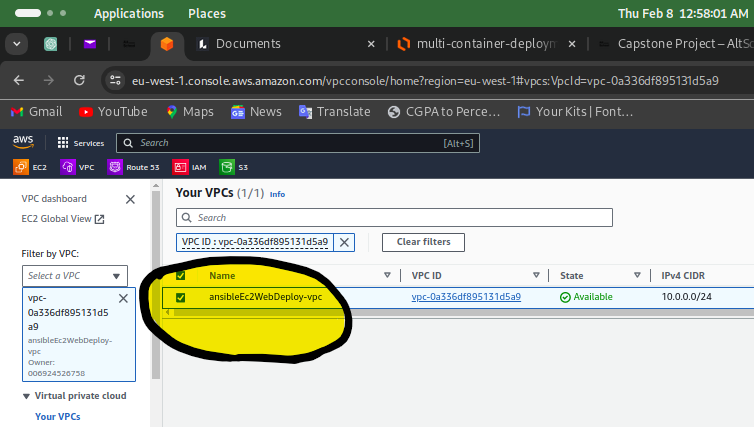 Applications Places Thu Feb 8 12:58:01 AM
Documents multi-container-deploym Capstone Project – AltSc
eu-west-1.console.aws.amazon.com/vpcconsole/home?region=eu-west-1#vpcs:VpcId=vpc-0a336df895131d5a9
Gmail YouTube Maps News Translate CGPA to Perce… Your Kits | Font…
aws Services Search [Alt+S]
EC2 VPC Route 53 IAM S3
VPC dashboard
EC2 Global View
Filter by VPC:
Select a VPC
vpc-
0a336df895131d5
a9
ansibleEc2WebDeploy-
vpc
Owner:
006924526758
Virtual private cloud
Your VPCs
Your VPCs (1/1) Info
Search
VPC ID : vpc-0a336df895131d5a9 Clear filters
Name VPC ID State IPv4 CIDR
ansibleEc2WebDeploy-vpc vpc-0a336df895131d5a9 Available 10.0.0.0/24